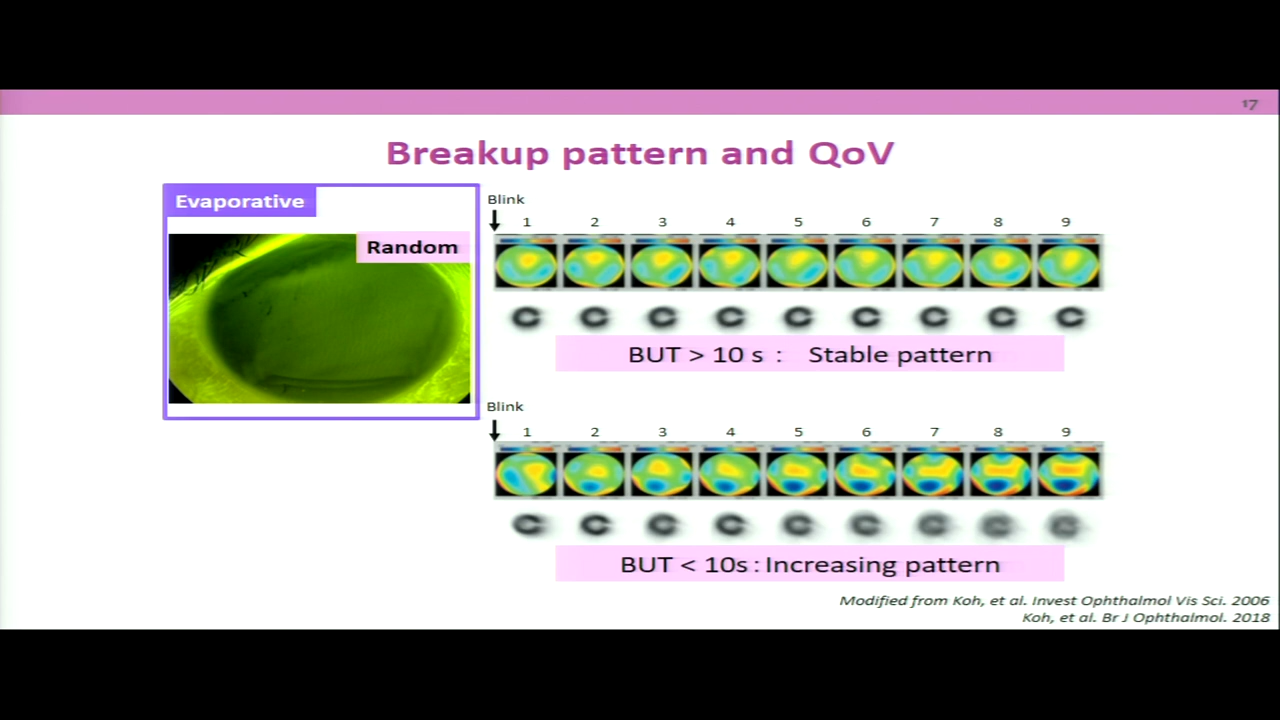 17
Breakup pattern and QoV
Evaporative
Random
Blink
1 2 3 4 5 6 7 8 9
BUT > 10 s : Stable pattern
Blink
1 2 3 4 5 6 7 8 9
BUT < 10s : Increasing pattern
Modified from Koh, et al. Invest Ophthalmol Vis Sci. 2006
Koh, et al. Br J Ophthalmol. 2018